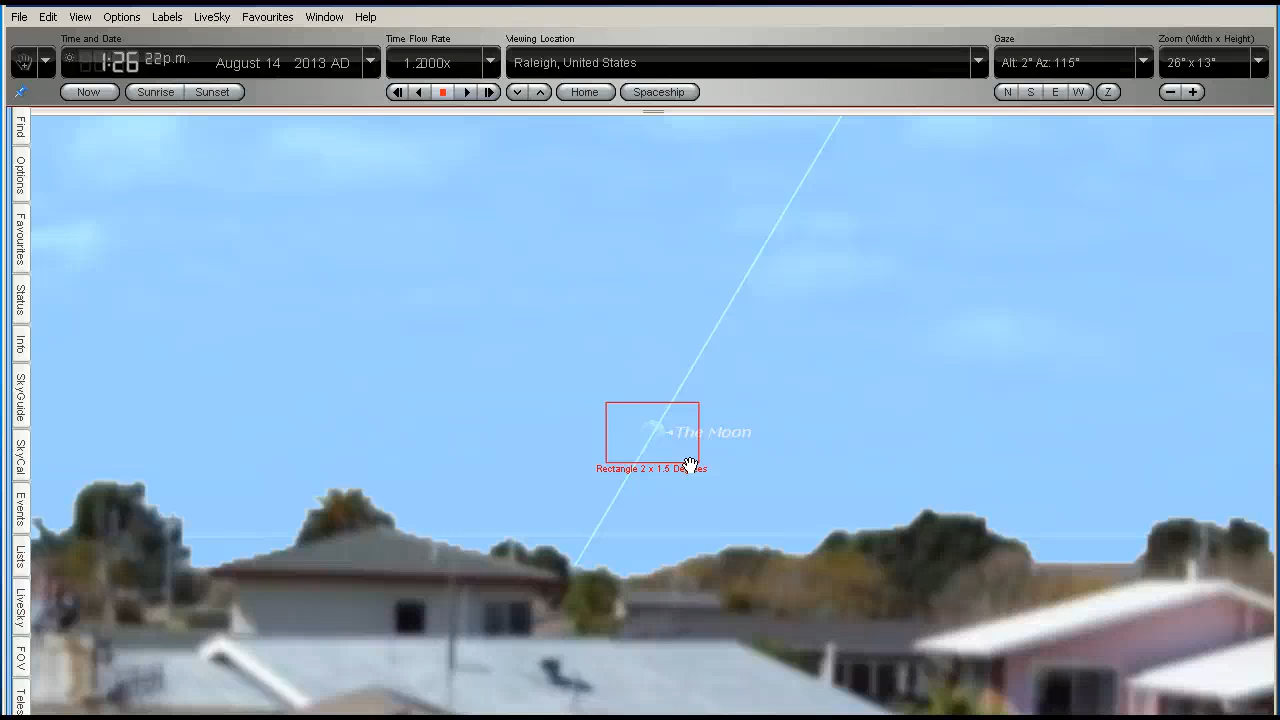 File Edit View Options Labels LiveSky Favourites Window Help
Time and Date Time Flow Rate Viewing Location Gaze Zoom (Width x Height)
1:26 22p.m. August 14 2013 AD Raleigh, United States Alt: 2° Az: 115° 26° x 13°
Now Sunrise Sunset Home Spaceship N S E W Z
Find
Options
Favourites
Status
Info
SkyGuide
SkyCal
Events
Lists
LiveSky
FOV
The Moon
Rectangle 2 x 1.5